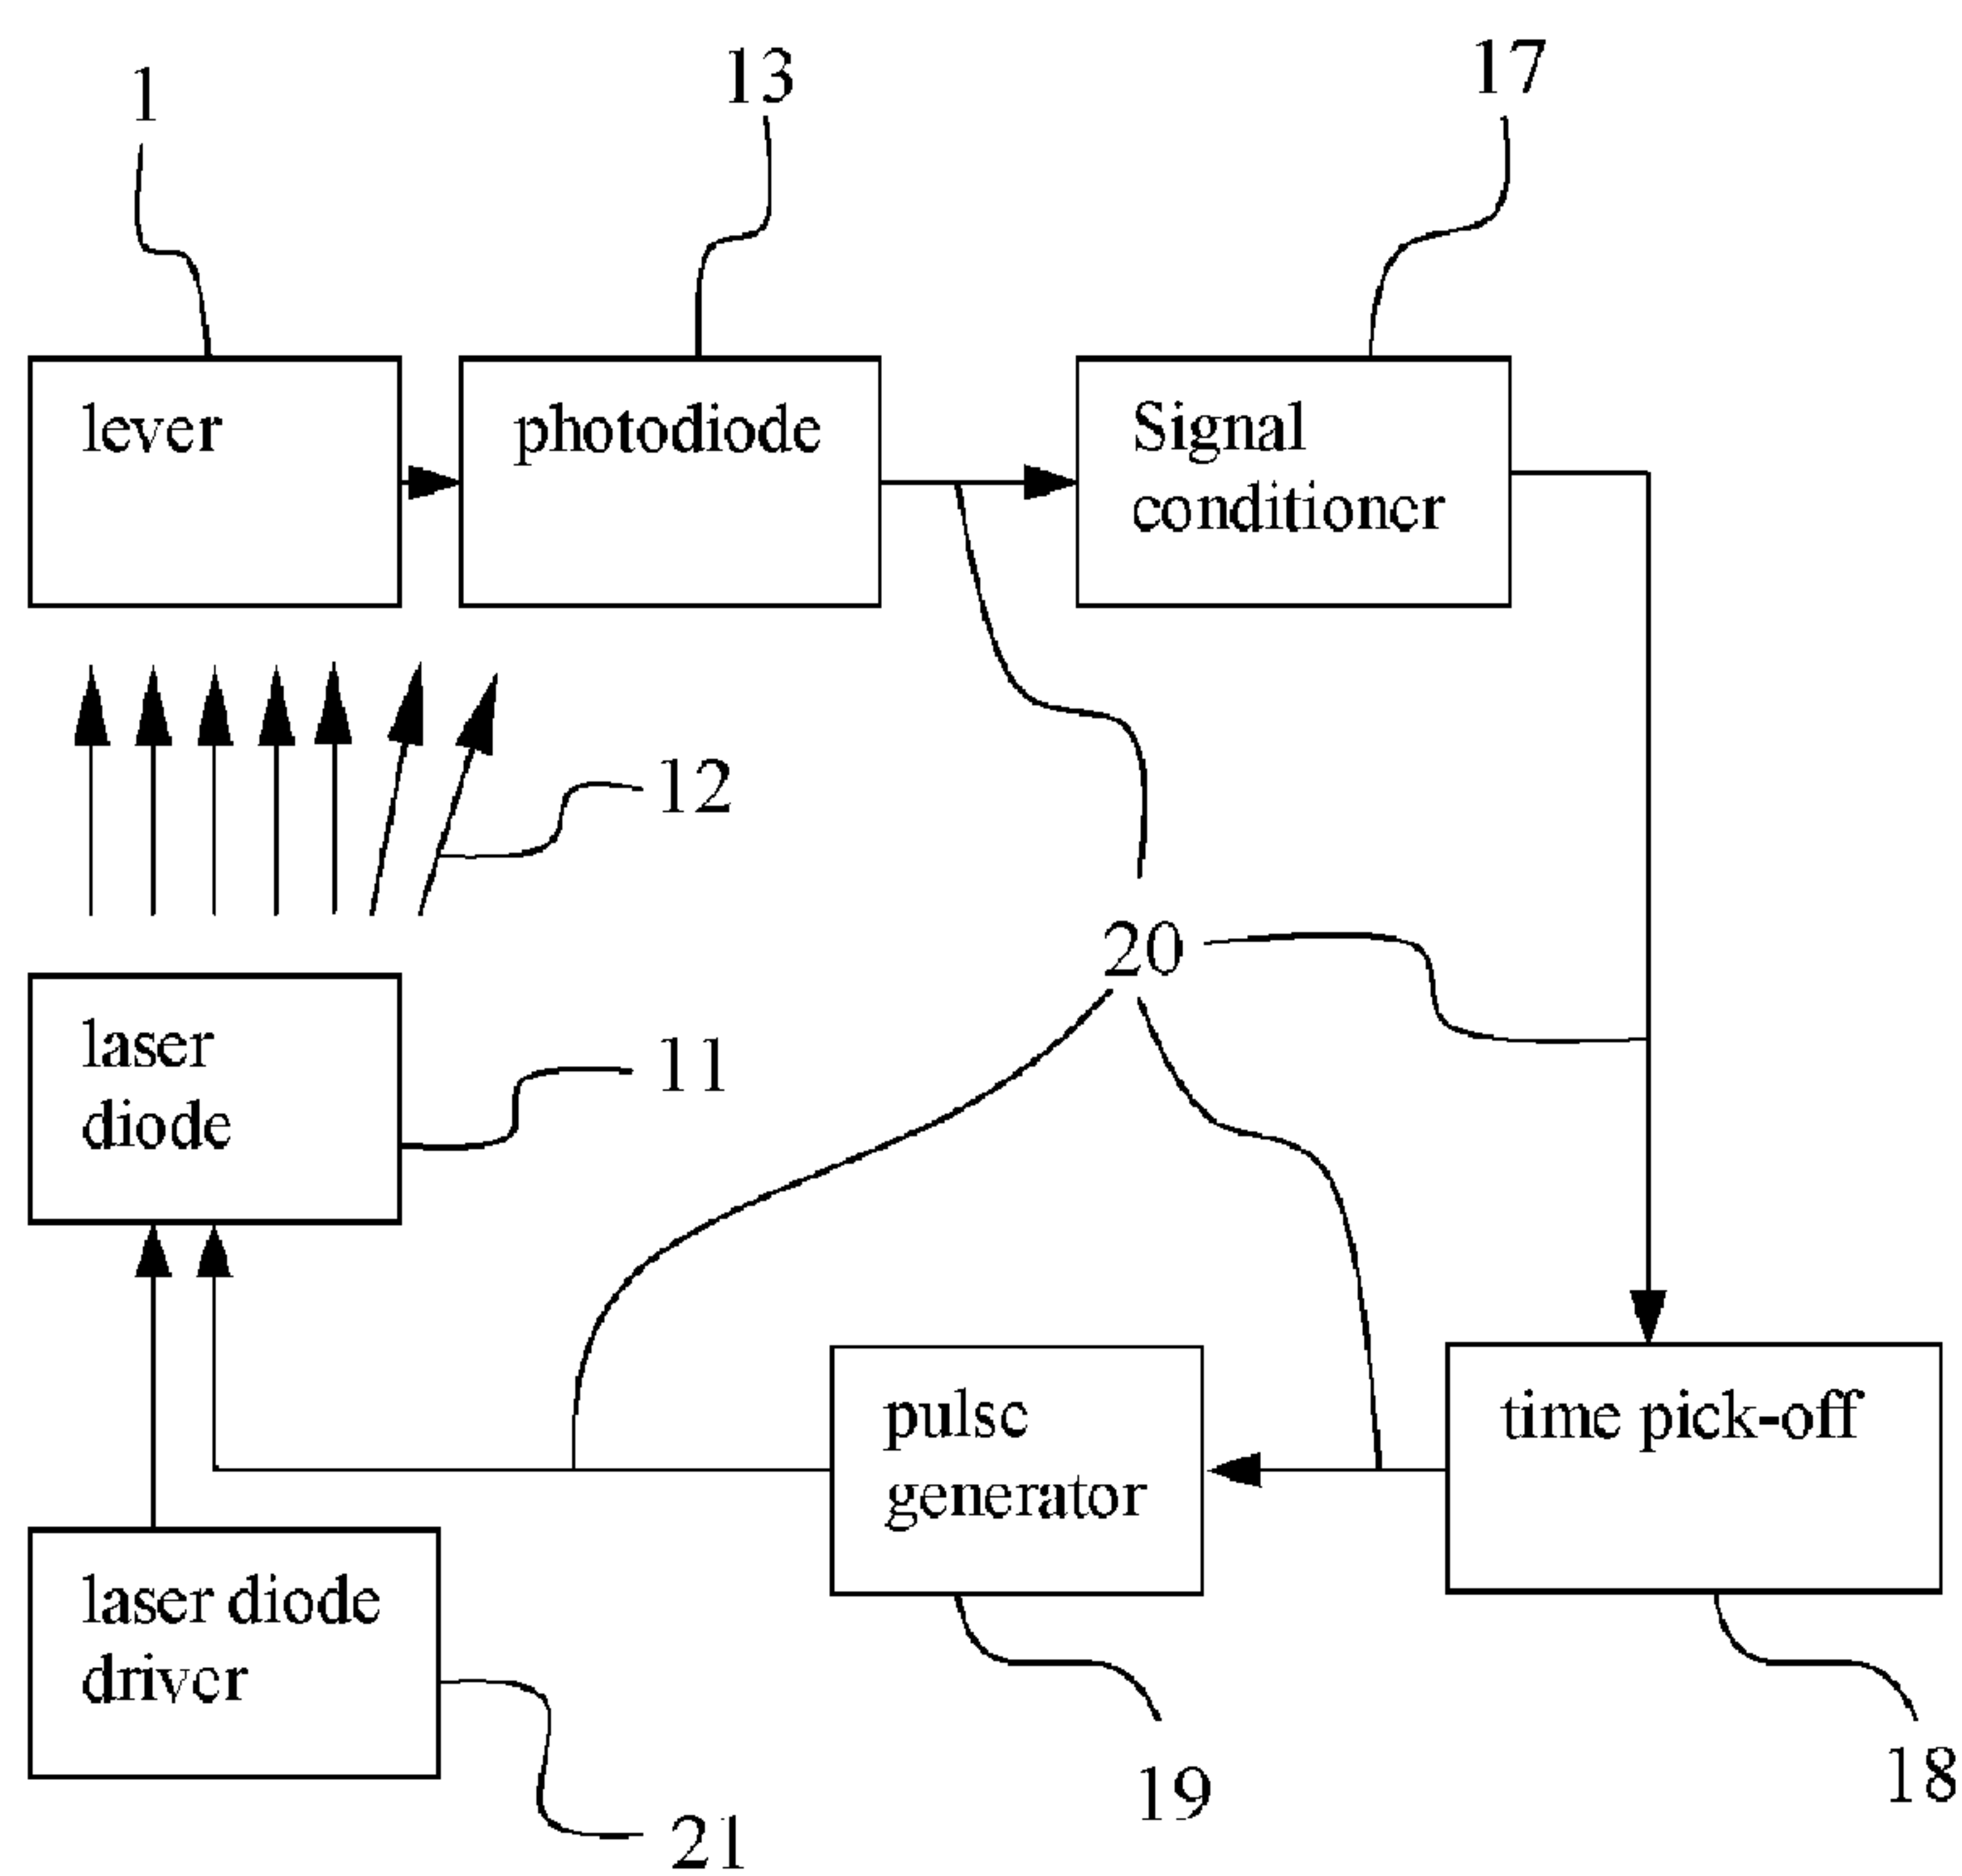 1
13
17
lever
photodiode
Signal
conditioner
12
20
laser
diode
11
pulse
generator
time pick-off
laser diode
driver
19
18
21